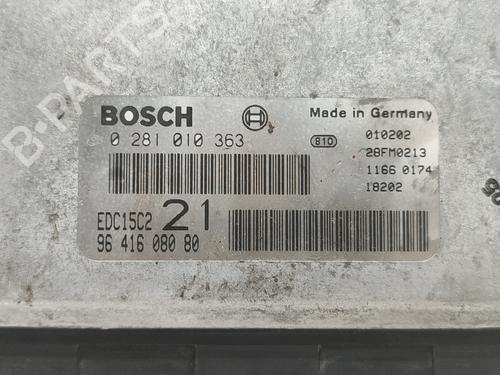 B-PARTS
BOSCH
Made in Germany
0 281 010 363
810
010202
28FM0213
1166 0174
18202
EDC15C2 21
96 416 080 80